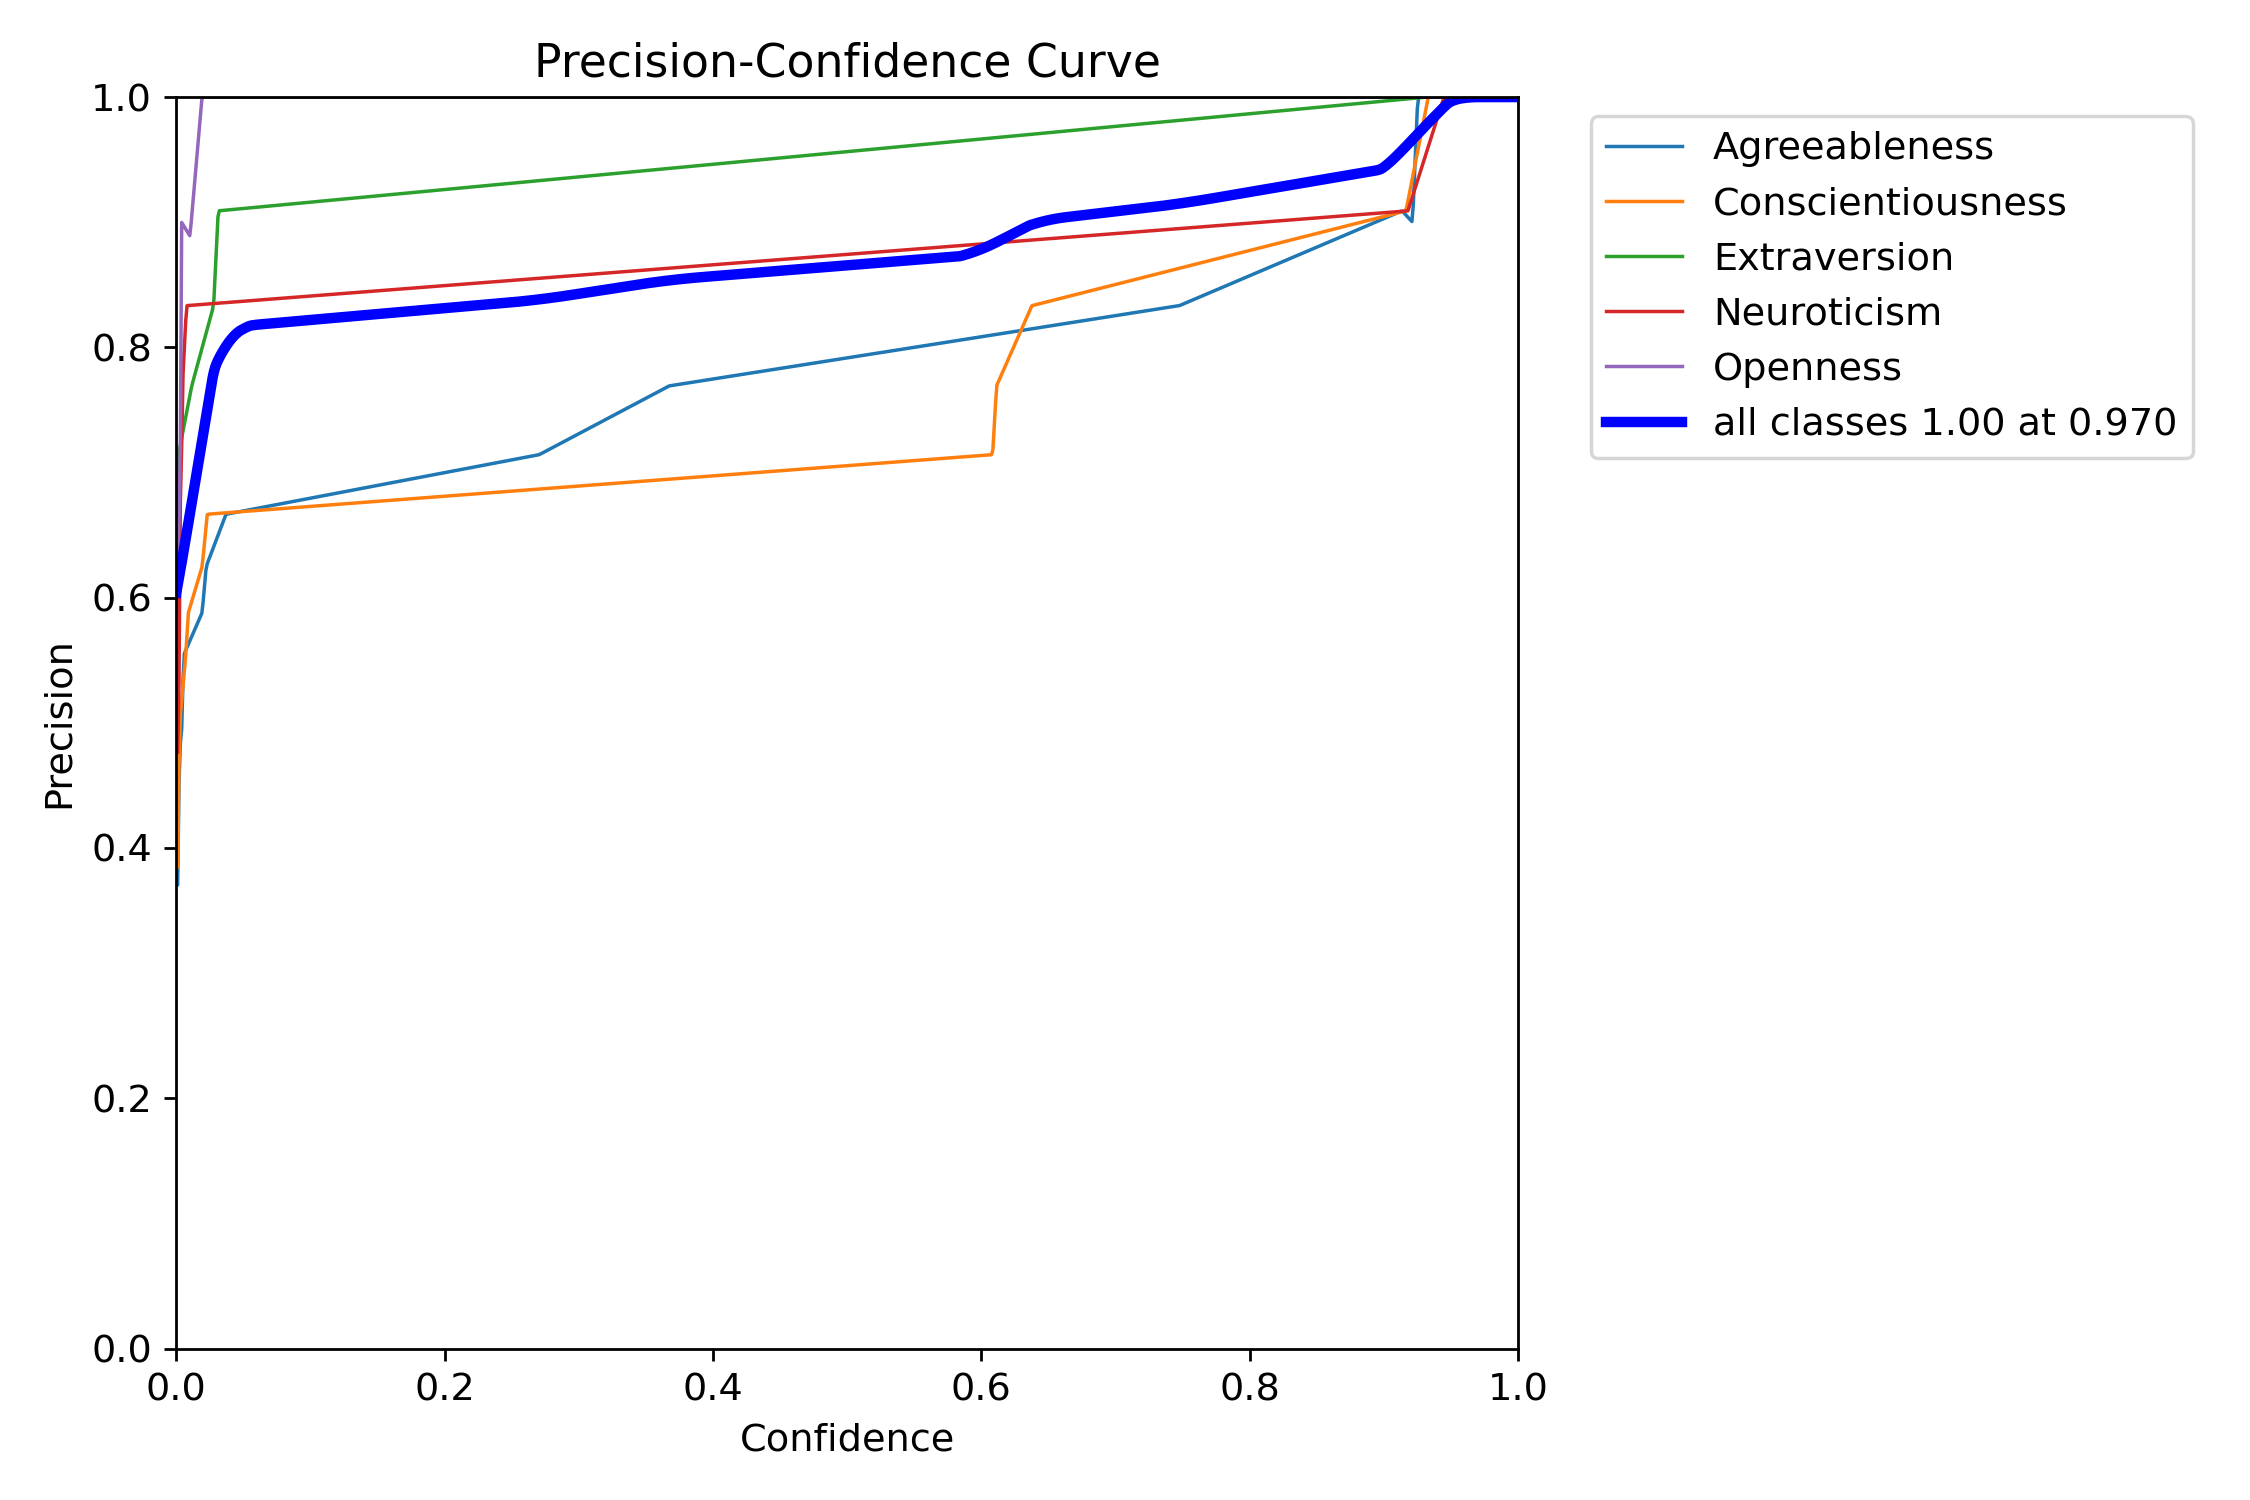 Precision-Confidence Curve
1.0
0.8
0.6
0.4
0.2
0.0
Precision
0.0 0.2 0.4 0.6 0.8 1.0
Confidence
Agreeableness
Conscientiousness
Extraversion
Neuroticism
Openness
all classes 1.00 at 0.970